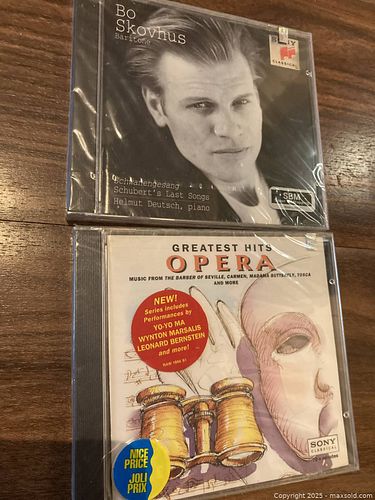 Bo
Skovhus
Baritone
CLASSICAL
Schwanengesang
Schubert's Last Songs
Helmut Deutsch, piano
SBM
GREATEST HITS
OPERA
MUSIC FROM THE BARBER OF SEVILLE, CARMEN, MADAMA BUTTERFLY, TOSCA
AND MORE
NEW!
Series includes
Performances by
YO-YO MA
WYNTON MARSALIS
LEONARD BERNSTEIN
and more!
NICE
PRICE
JOLI
PRIX
SONY
CLASSICAL
Copyright 2025 - maxsold.com